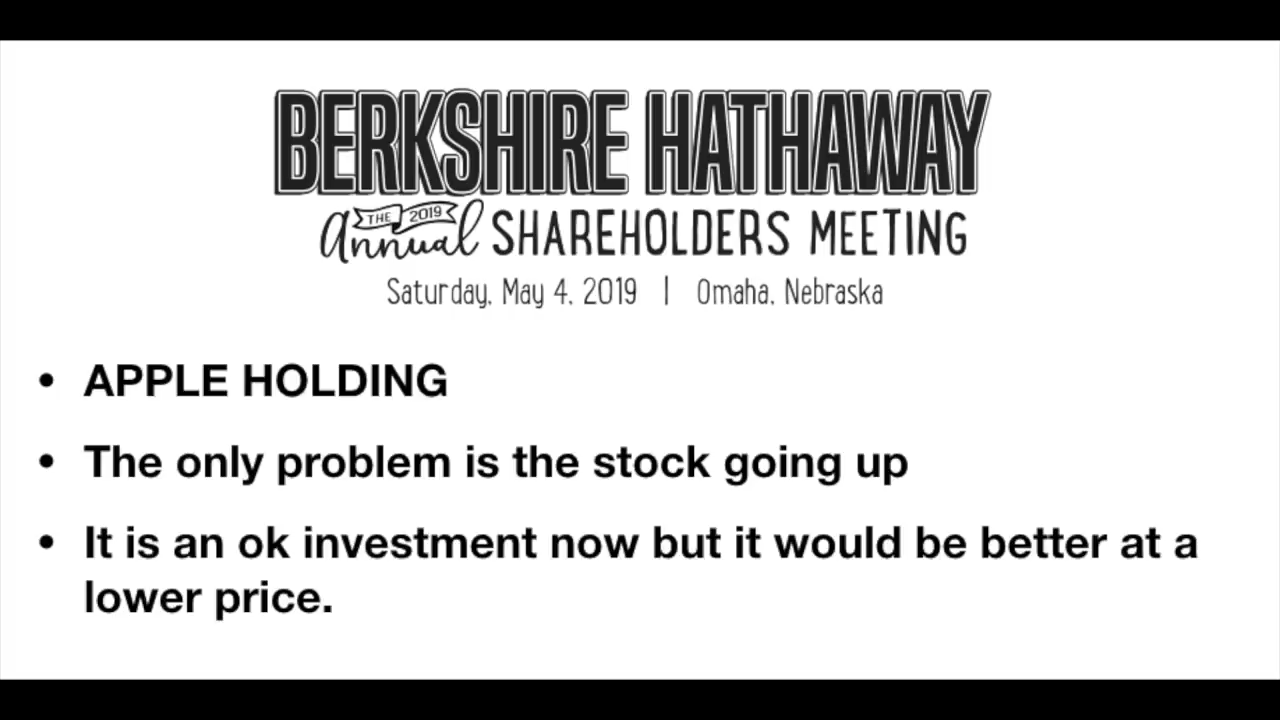 BERKSHIRE HATHAWAY
THE 2019
Annual SHAREHOLDERS MEETING
Saturday, May 4, 2019 | Omaha, Nebraska
• APPLE HOLDING
• The only problem is the stock going up
• It is an ok investment now but it would be better at a
lower price.